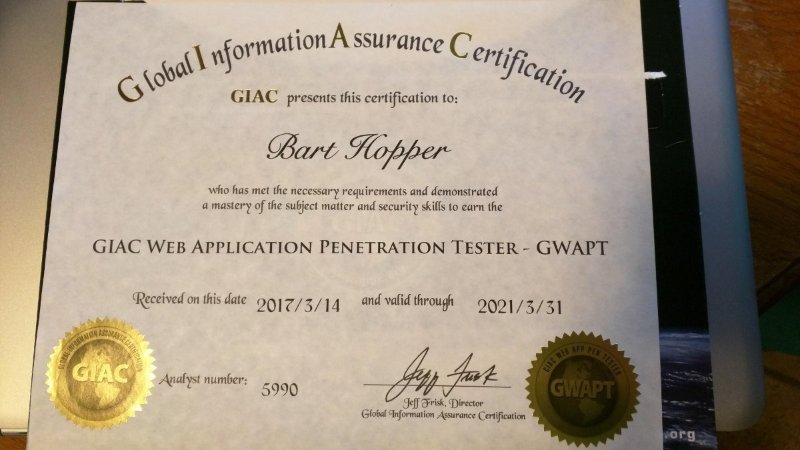 Global Information Assurance Certification
GIAC presents this certification to:
Bart Hopper
who has met the necessary requirements and demonstrated
a mastery of the subject matter and security skills to earn the
GIAC Web Application Penetration Tester - GWAPT
Received on this date 2017/3/14 and valid through 2021/3/31
GLOBAL INFORMATION ASSURANCE CERTIFICATION
GIAC
Analyst number: 5990
Jeff Frisk
Jeff Frisk, Director
Global Information Assurance Certification
GIAC WEB APP PEN TESTER
GWAPT
.org